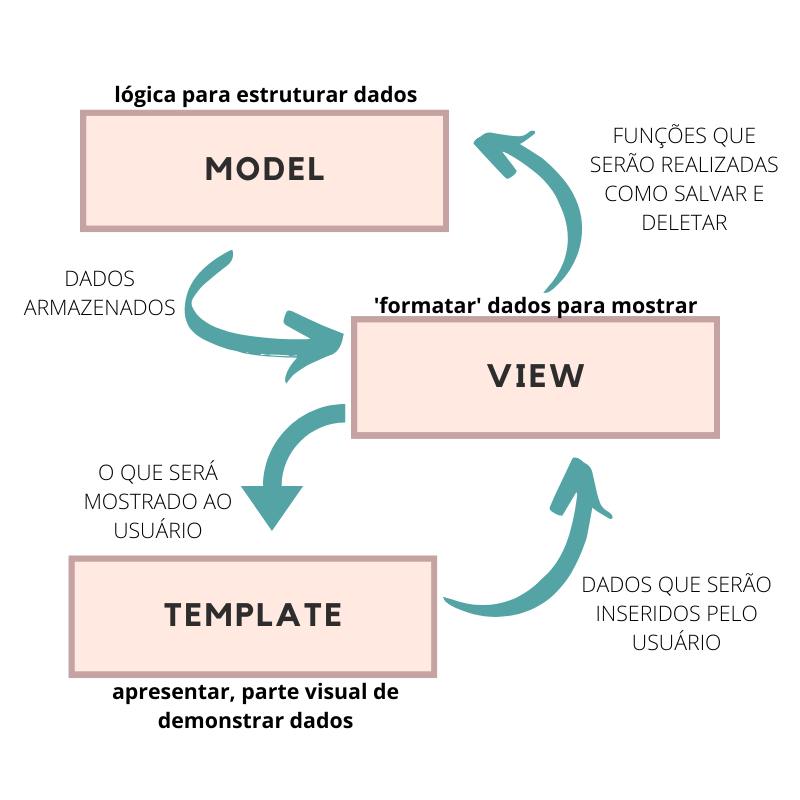 lógica para estruturar dados
MODEL
FUNÇÕES QUE
SERÃO REALIZADAS
COMO SALVAR E
DELETAR
DADOS
ARMAZENADOS
'formatar' dados para mostrar
VIEW
O QUE SERÁ
MOSTRADO AO
USUÁRIO
TEMPLATE
DADOS QUE SERÃO
INSERIDOS PELO
USUÁRIO
apresentar, parte visual de
demonstrar dados